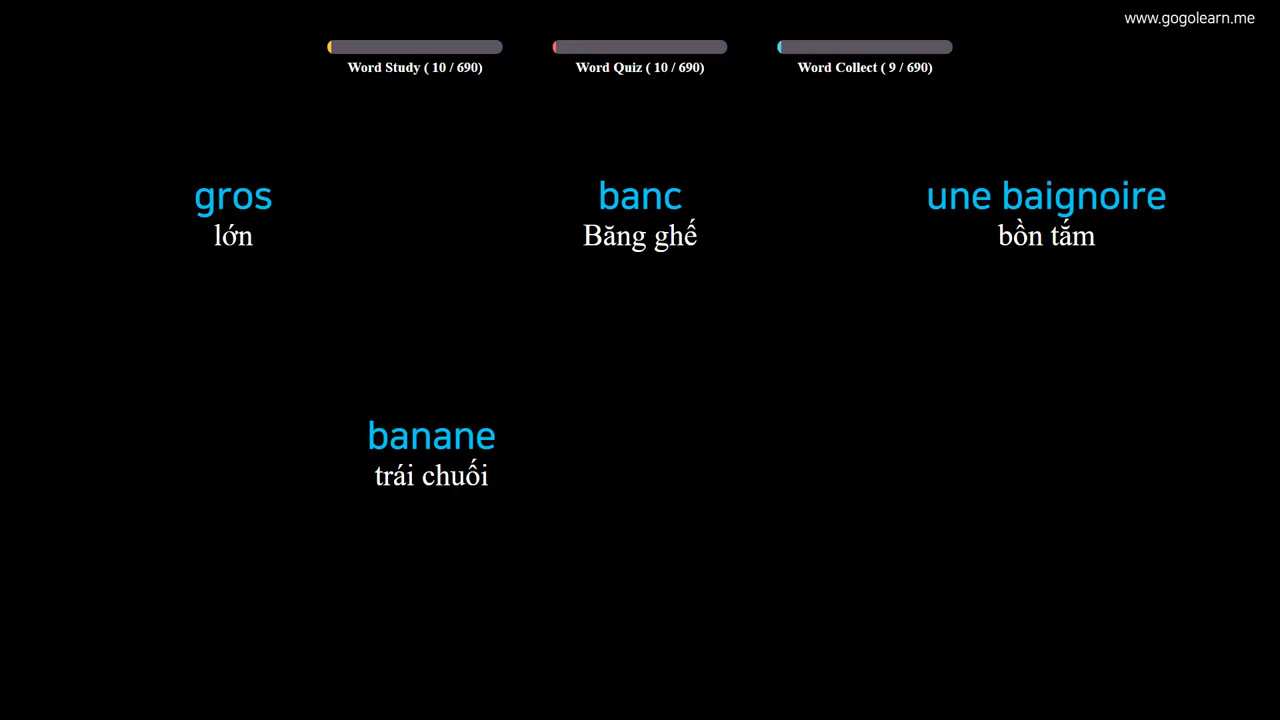 www.gogolearn.me
Word Study ( 10 / 690)
Word Quiz ( 10 / 690)
Word Collect ( 9 / 690)
gros
lớn
banc
Băng ghế
une baignoire
bồn tắm
banane
trái chuối